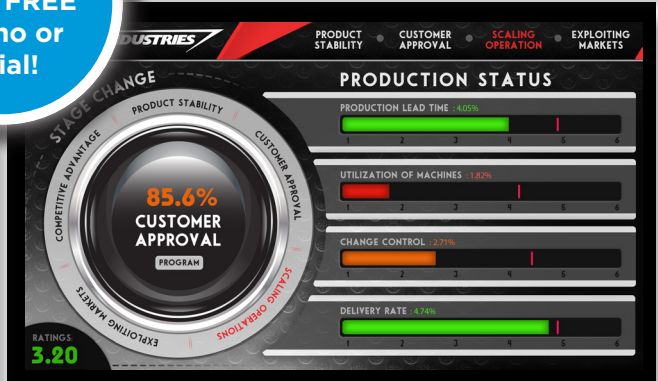 FREE
or
PRODUCT STABILITY
CUSTOMER APPROVAL
SCALING OPERATION
EXPLOITING MARKETS
STAGE CHANGE
PRODUCT STABILITY
CUSTOMER APPROVAL
SCALING OPERATIONS
EXPLOITING MARKETS
COMPETITIVE ADVANTAGE
85.6%
CUSTOMER
APPROVAL
PROGRAM
RATINGS
3.20
PRODUCTION STATUS
PRODUCTION LEAD TIME : 4.05%
1 2 3 4 5 6
UTILIZATION OF MACHINES : 1.82%
1 2 3 4 5 6
CHANGE CONTROL : 2.71%
1 2 3 4 5 6
DELIVERY RATE : 4.74%
1 2 3 4 5 6